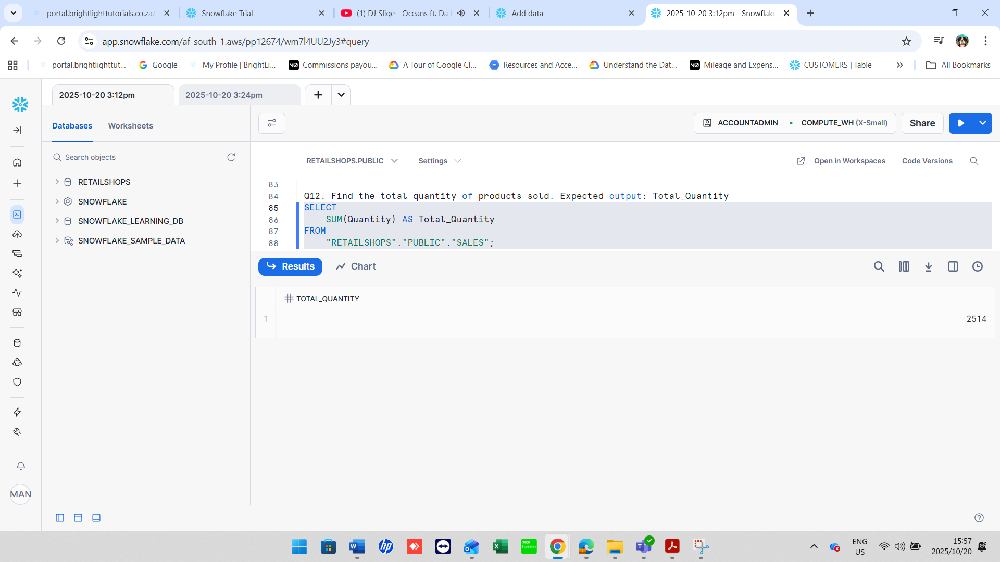 portal.brightlighttutorials.co.za/
Snowflake Trial
(1) DJ Sliqe - Oceans ft. Da L
Add data
2025-10-20 3:12pm - Snowflake
app.snowflake.com/af-south-1.aws/pp12674/wm7l4UU2Jy3#query
portal.brightlighttut...
Google
My Profile | BrightLi...
Commissions payou...
A Tour of Google Cl...
Resources and Acce...
Understand the Dat...
Mileage and Expens...
CUSTOMERS | Table
All Bookmarks
2025-10-20 3:12pm
2025-10-20 3:24pm
Databases
Worksheets
ACCOUNTADMIN
COMPUTE_WH (X-Small)
Share
Search objects
RETAILSHOPS.PUBLIC
Settings
Open in Workspaces
Code Versions
RETAILSHOPS
SNOWFLAKE
SNOWFLAKE_LEARNING_DB
SNOWFLAKE_SAMPLE_DATA
83
84 Q12. Find the total quantity of products sold. Expected output: Total_Quantity
85 SELECT
86 SUM(Quantity) AS Total_Quantity
87 FROM
88 "RETAILSHOPS"."PUBLIC"."SALES";
Results
Chart
TOTAL_QUANTITY
1 2514
MAN
sage
Evolution
ENG
US
15:57
2025/10/20